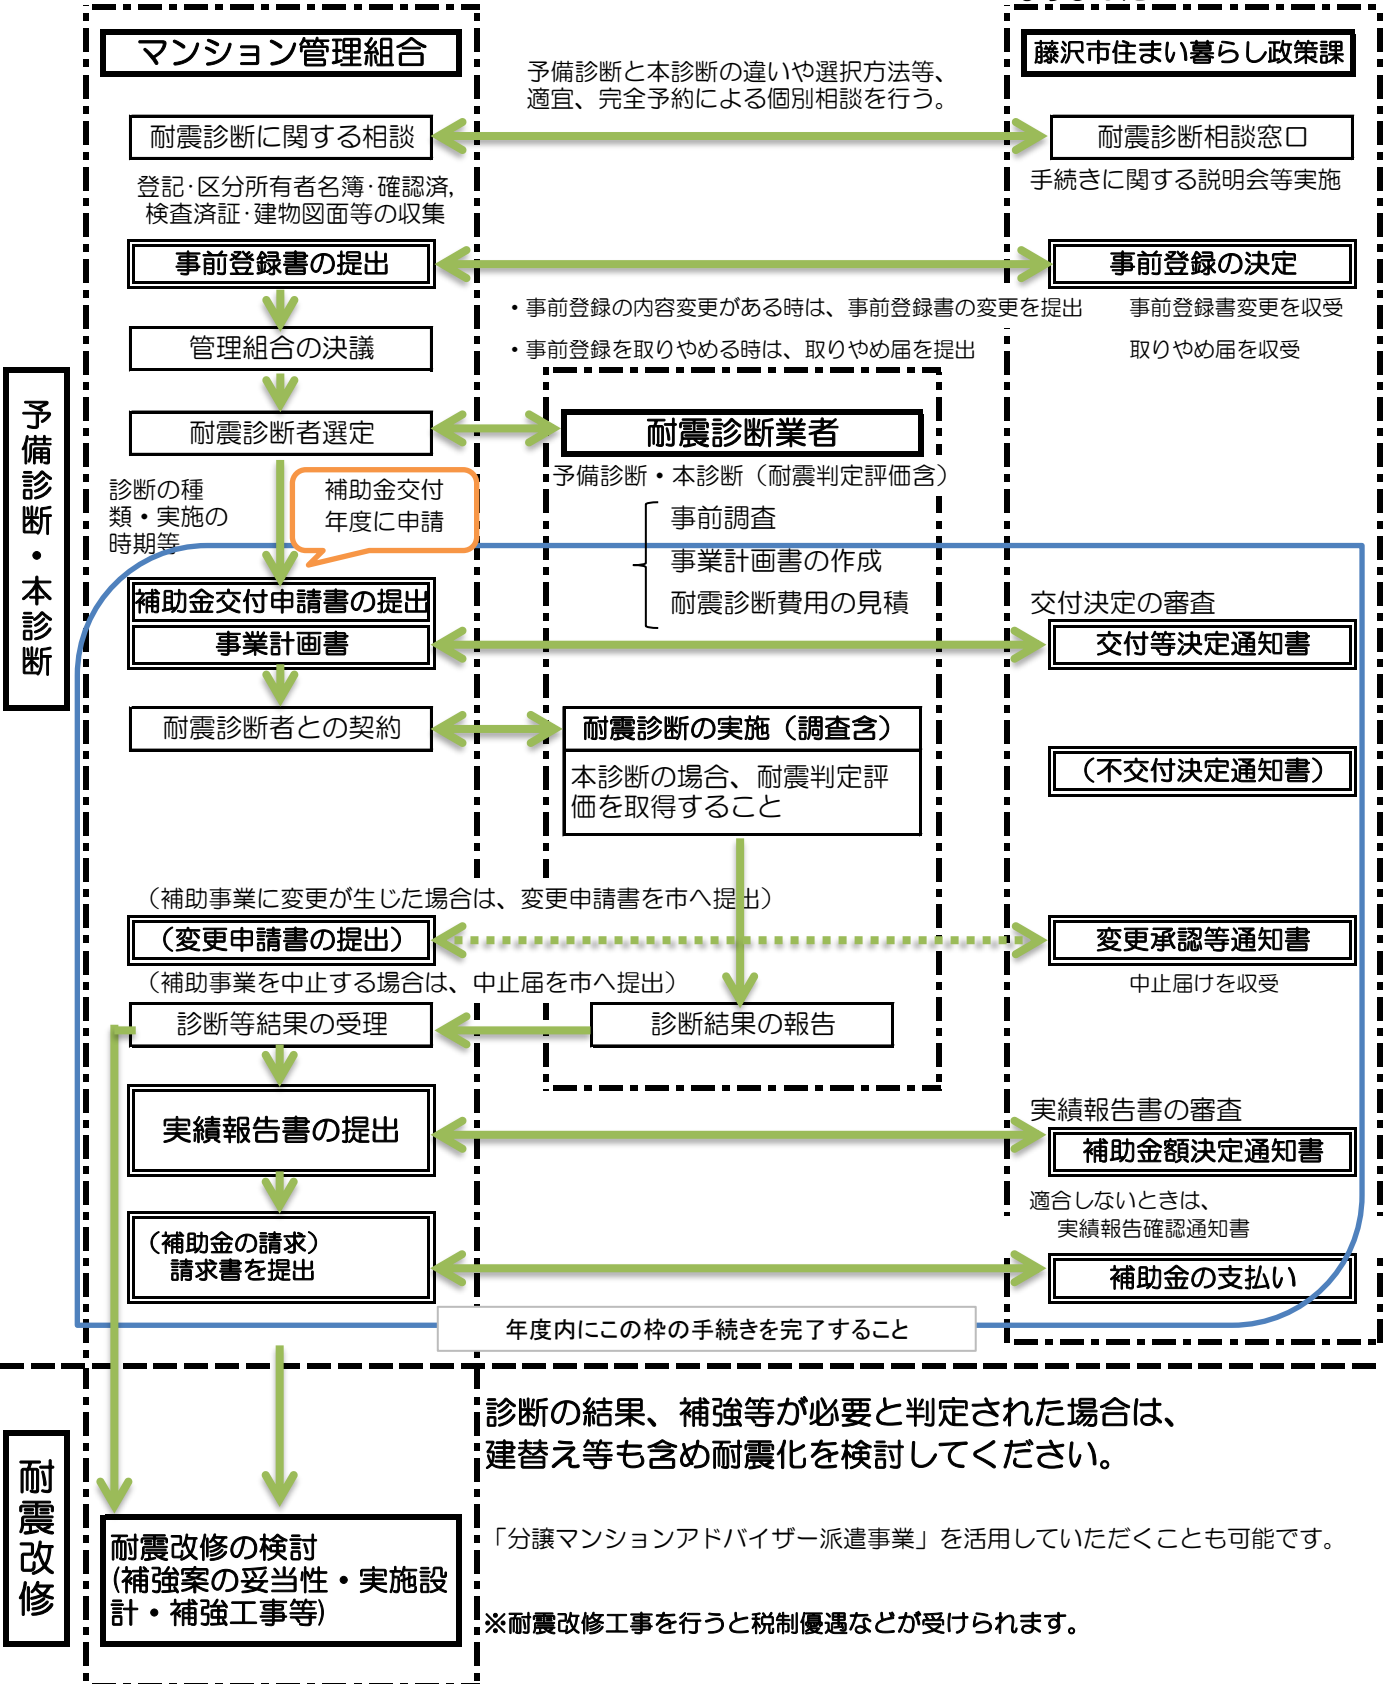 マンション管理組合
藤沢市住まい暮らし政策課
予備診断と本診断の違いや選択方法等、
適宜、完全予約による個別相談を行う。
耐震診断に関する相談
耐震診断相談窓口
登記・区分所有者名簿・確認済,
検査済証・建物図面等の収集
手続きに関する説明会等実施
事前登録書の提出
事前登録の決定
・事前登録の内容変更がある時は、事前登録書の変更を提出
事前登録書変更を収受
管理組合の決議
・事前登録を取りやめる時は、取りやめ届を提出
取りやめ届を収受
予備診断・本診断
耐震診断者選定
耐震診断業者
予備診断・本診断（耐震判定評価含）
診断の種
類・実施の
時期等
補助金交付
年度に申請
事前調査
事業計画書の作成
耐震診断費用の見積
補助金交付申請書の提出
事業計画書
交付決定の審査
交付等決定通知書
耐震診断者との契約
耐震診断の実施（調査含）
本診断の場合、耐震判定評
価を取得すること
（不交付決定通知書）
（補助事業に変更が生じた場合は、変更申請書を市へ提出）
（変更申請書の提出）
変更承認等通知書
（補助事業を中止する場合は、中止届を市へ提出）
中止届けを収受
診断等結果の受理
診断結果の報告
実績報告書の提出
実績報告書の審査
補助金額決定通知書
適合しないときは、
実績報告確認通知書
（補助金の請求）
請求書を提出
補助金の支払い
年度内にこの枠の手続きを完了すること
診断の結果、補強等が必要と判定された場合は、
建替え等も含め耐震化を検討してください。
耐震改修
耐震改修の検討
(補強案の妥当性・実施設
計・補強工事等)
「分譲マンションアドバイザー派遣事業」を活用していただくことも可能です。
※耐震改修工事を行うと税制優遇などが受けられます。